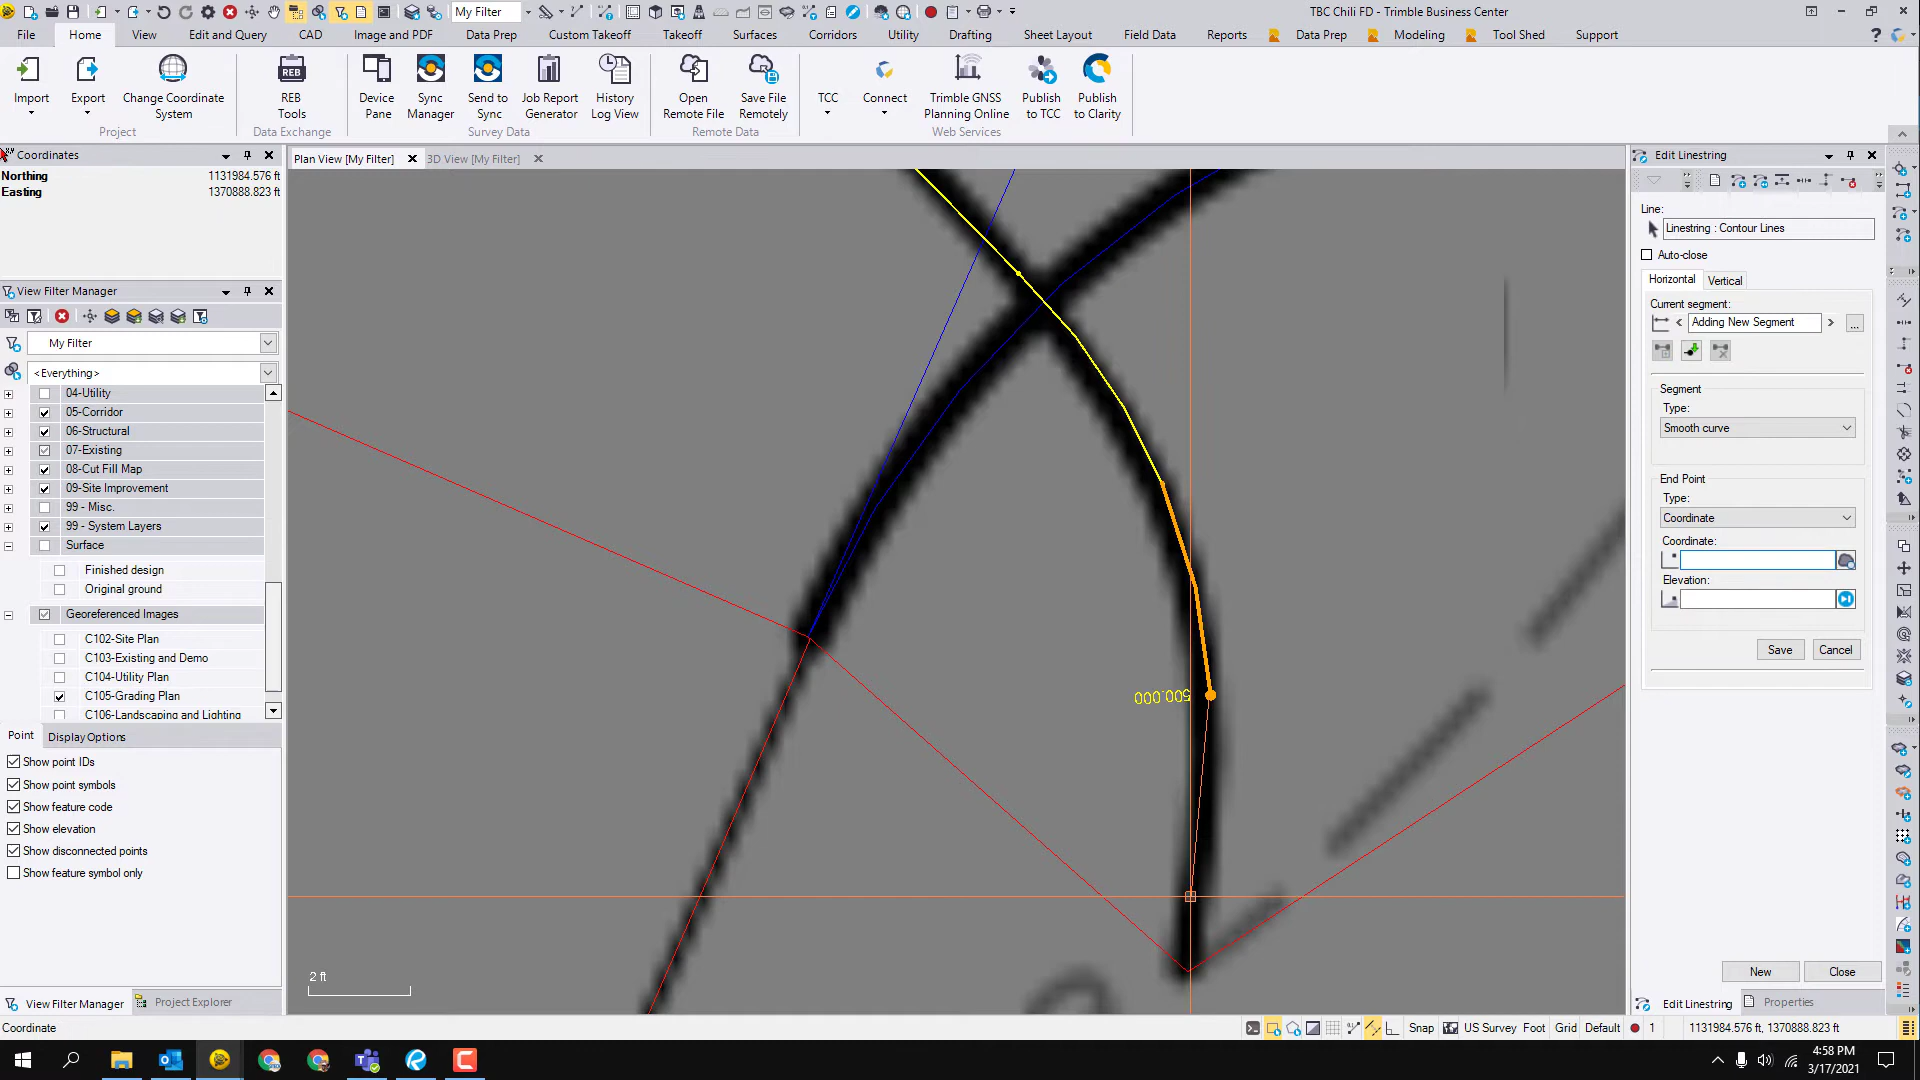 My Filter
TBC Chili FD - Trimble Business Center
File
Home
View
Edit and Query
CAD
Image and PDF
Data Prep
Custom Takeoff
Takeoff
Surfaces
Corridors
Utility
Drafting
Sheet Layout
Field Data
Reports
Data Prep
Modeling
Tool Shed
Support
Import
Export
Change Coordinate System
REB
REB Tools
Device Pane
Sync Manager
Send to Sync
Job Report Generator
History Log View
Open Remote File
Save File Remotely
TCC
Connect
Trimble GNSS Planning Online
Publish to TCC
Publish to Clarity
Project
Data Exchange
Survey Data
Remote Data
Web Services
Coordinates
Northing 1131984.576 ft
Easting 1370888.823 ft
View Filter Manager
My Filter
<Everything>
04-Utility
05-Corridor
06-Structural
07-Existing
08-Cut Fill Map
09-Site Improvement
99 - Misc.
99 - System Layers
Surface
Finished design
Original ground
Georeferenced Images
C102-Site Plan
C103-Existing and Demo
C104-Utility Plan
C105-Grading Plan
C106-Landscaping and Lighting
Point
Display Options
Show point IDs
Show point symbols
Show feature code
Show elevation
Show disconnected points
Show feature symbol only
View Filter Manager
Project Explorer
Coordinate
Plan View [My Filter]
3D View [My Filter]
500.000
2 ft
Edit Linestring
Line:
Linestring : Contour Lines
Auto-close
Horizontal
Vertical
Current segment:
< Adding New Segment > ...
Segment
Type:
Smooth curve
End Point
Type:
Coordinate
Coordinate:
Elevation:
Save
Cancel
New
Close
Edit Linestring
Properties
Snap
US Survey Foot
Grid
Default
1
1131984.576 ft, 1370888.823 ft
4:58 PM
3/17/2021